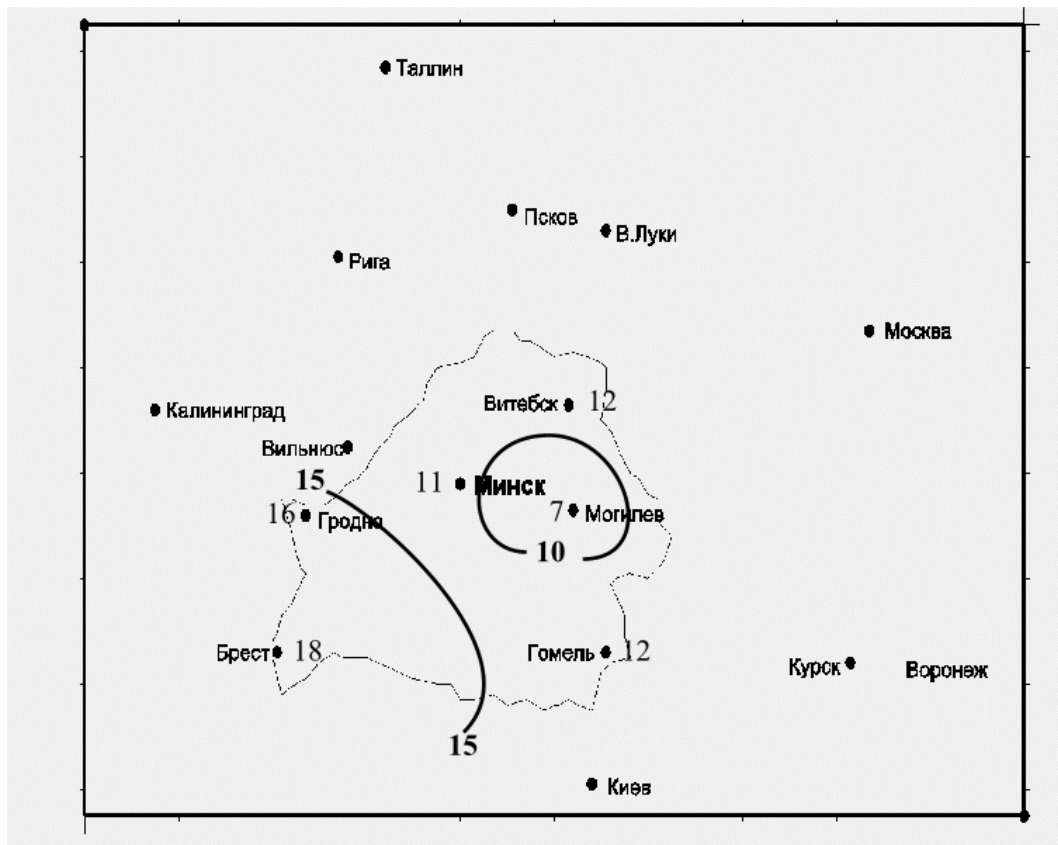 Таллин
Псков
В.Луки
Рига
Москва
Витебск 12
Калининград
Вильнюс
15
11 Минск
16 Гродно
7 Могилев
10
Брест 18
Гомель 12
Курск
Воронеж
15
Киев